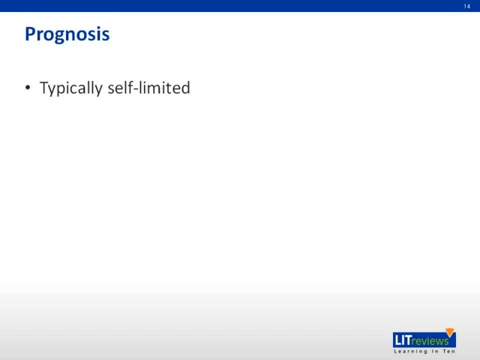 14
Prognosis
• Typically self-limited
LITreviews
Learning In Ten